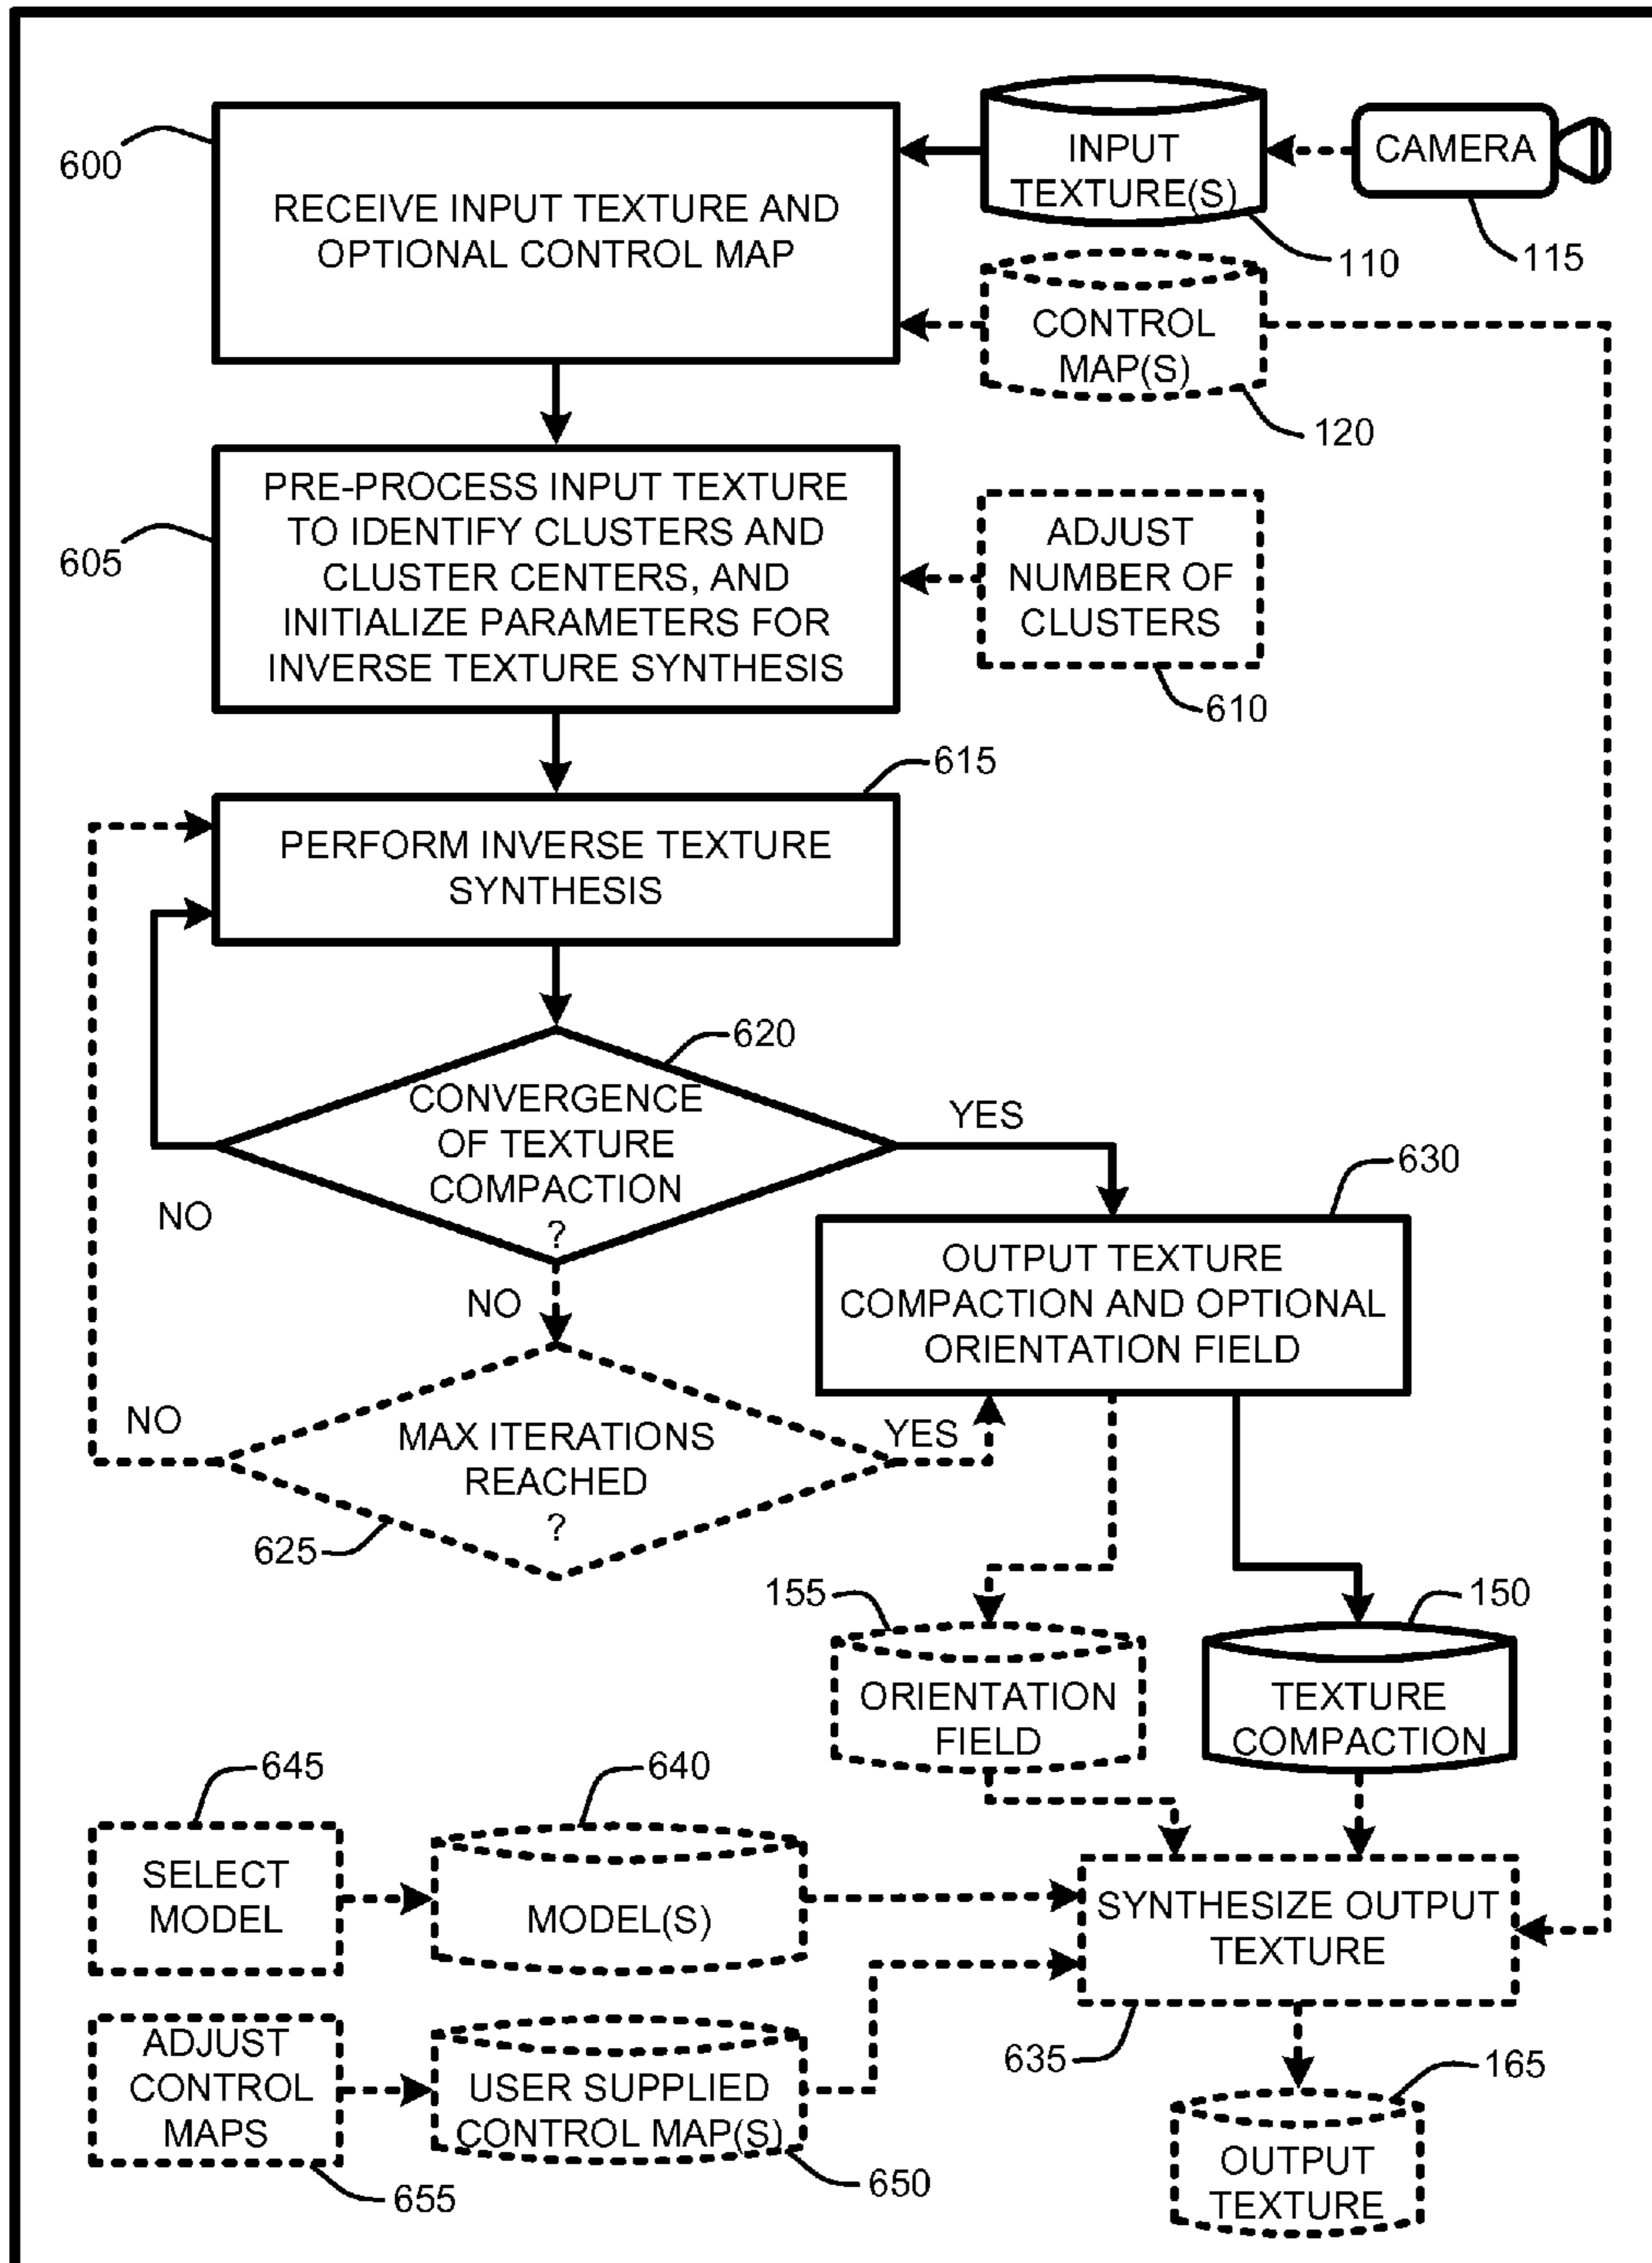 600
RECEIVE INPUT TEXTURE AND
OPTIONAL CONTROL MAP
INPUT
TEXTURE(S)
110
CAMERA
115
CONTROL
MAP(S)
120
605
PRE-PROCESS INPUT TEXTURE
TO IDENTIFY CLUSTERS AND
CLUSTER CENTERS, AND
INITIALIZE PARAMETERS FOR
INVERSE TEXTURE SYNTHESIS
ADJUST
NUMBER OF
CLUSTERS
610
615
PERFORM INVERSE TEXTURE
SYNTHESIS
620
CONVERGENCE
OF TEXTURE
COMPACTION
?
YES
NO
NO
630
OUTPUT TEXTURE
COMPACTION AND OPTIONAL
ORIENTATION FIELD
NO
MAX ITERATIONS
REACHED
?
YES
625
155
ORIENTATION
FIELD
150
TEXTURE
COMPACTION
645
SELECT
MODEL
640
MODEL(S)
SYNTHESIZE OUTPUT
TEXTURE
635
ADJUST
CONTROL
MAPS
655
USER SUPPLIED
CONTROL MAP(S)
650
165
OUTPUT
TEXTURE